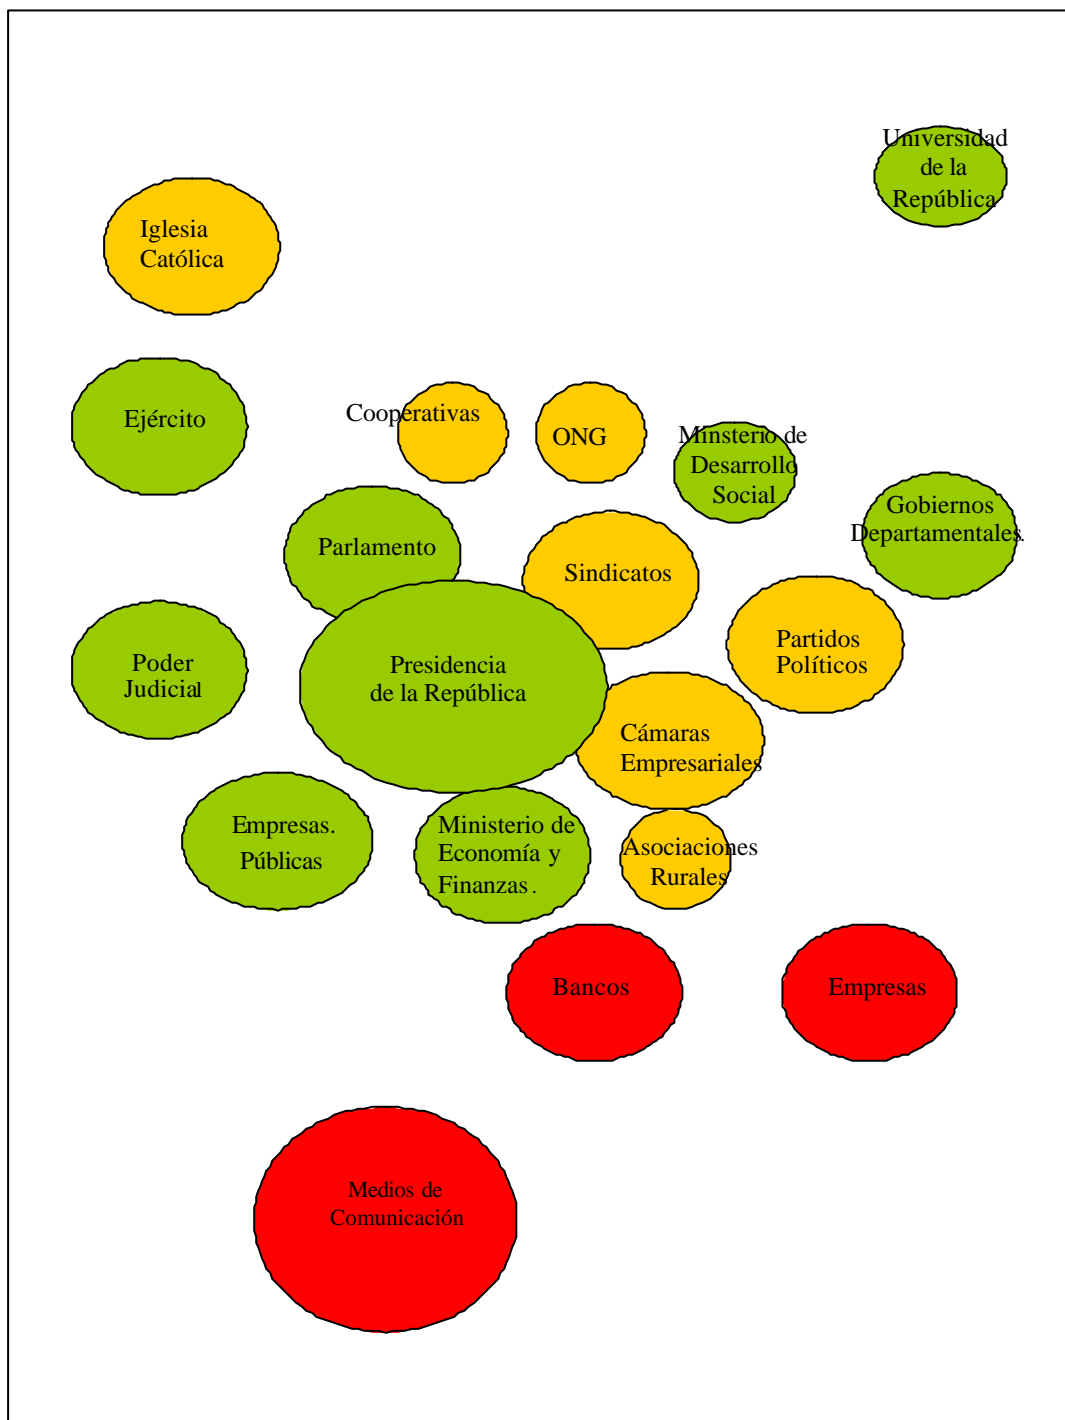 Universidad
de la
República
Iglesia
Católica
Ejército
Cooperativas
ONG
Minsterio de
Desarrollo
Social
Gobiernos
Departamentales.
Parlamento
Sindicatos
Partidos
Políticos
Poder
Judicial
Presidencia
de la República
Cámaras
Empresariales
Empresas.
Públicas
Ministerio de
Economía y
Finanzas.
Asociaciones
Rurales
Bancos
Empresas
Medios de
Comunicación